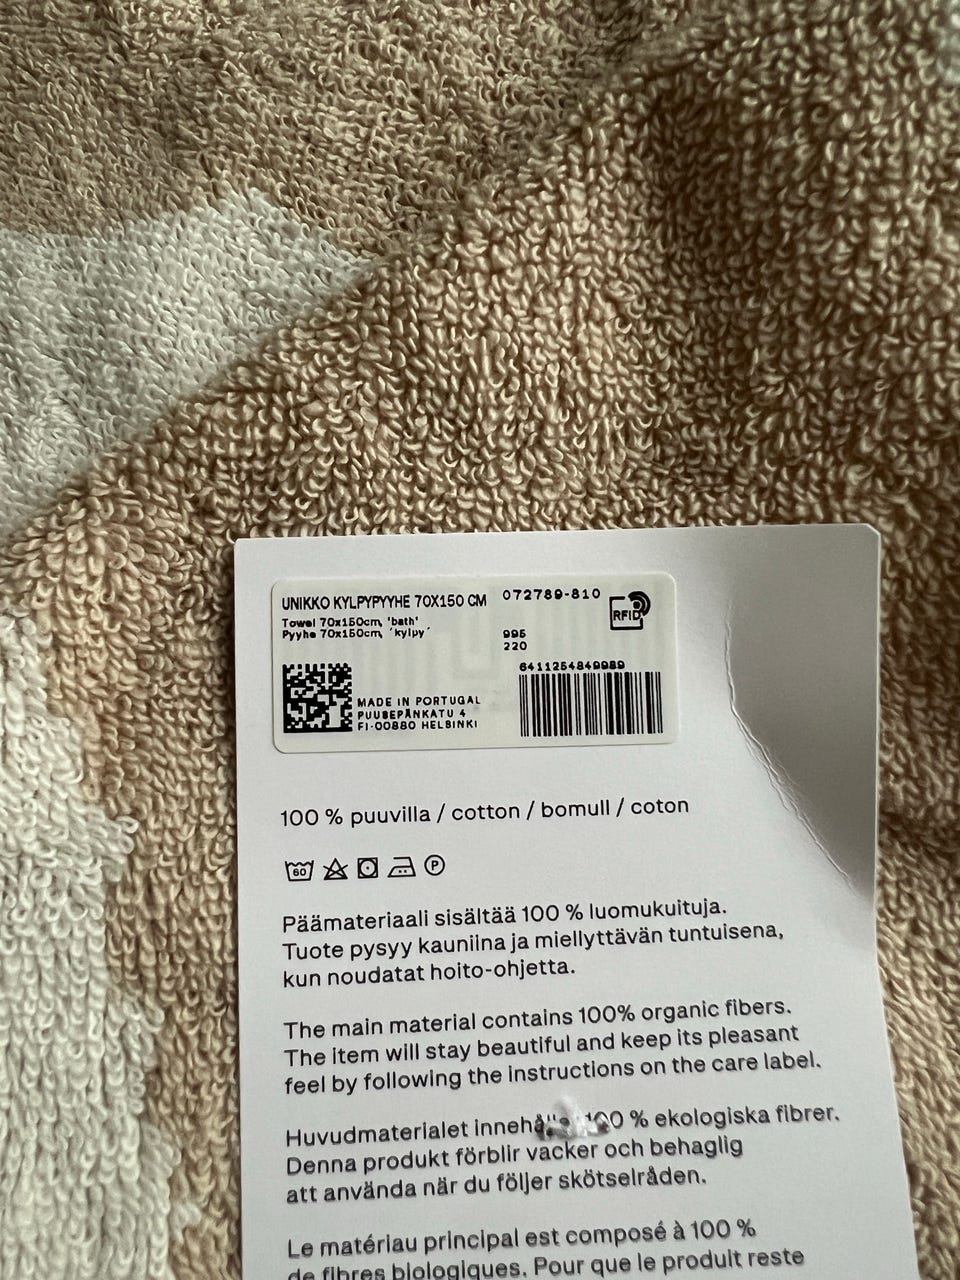 UNIKKO KYLPYPYYHE 70X150 CM 072789-810
Towel 70x150cm, 'bath'
Pyyhe 70x150cm, ´kylpy´
RFID
995
220
6411254849989
MADE IN PORTUGAL
PUUSEPÄNKATU 4
FI-00880 HELSINKI
100 % puuvilla / cotton / bomull / coton
60
P
Päämateriaali sisältää 100 % luomukuituja.
Tuote pysyy kauniina ja miellyttävän tuntuisena,
kun noudatat hoito-ohjetta.
The main material contains 100% organic fibers.
The item will stay beautiful and keep its pleasant
feel by following the instructions on the care label.
Huvudmaterialet innehåller 100 % ekologiska fibrer.
Denna produkt förblir vacker och behaglig
att använda när du följer skötselråden.
Le matériau principal est composé à 100 %
de fibres biologiques. Pour que le produit reste